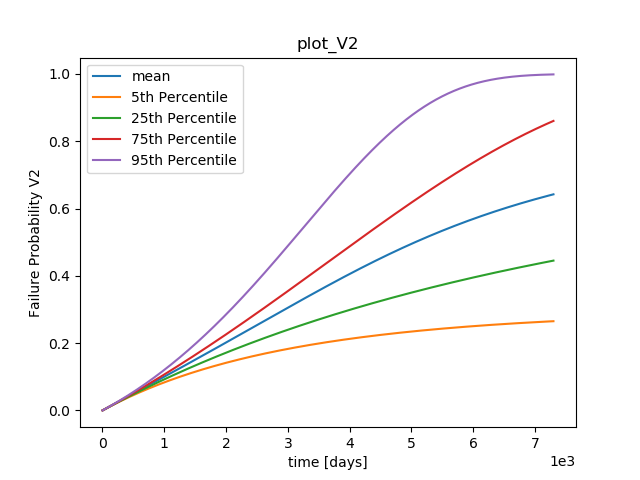 plot_V2
mean
5th Percentile
25th Percentile
75th Percentile
95th Percentile
Failure Probability V2
1.0
0.8
0.6
0.4
0.2
0.0
0 1 2 3 4 5 6 7
1e3
time [days]